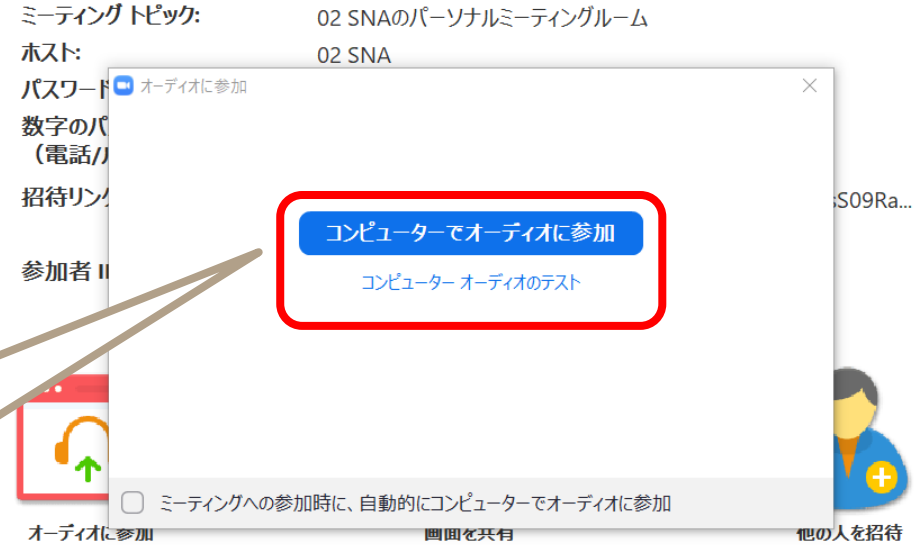 ミーティング トピック: 02 SNAのパーソナルミーティングルーム
ホスト: 02 SNA
パスワード
オーディオに参加
数字のパ
（電話/
招待リンク
sS09Ra...
コンピューターでオーディオに参加
コンピューター オーディオのテスト
参加者 I
ミーティングへの参加時に、自動的にコンピューターでオーディオに参加
オーディオに参加 画面を共有 他の人を招待